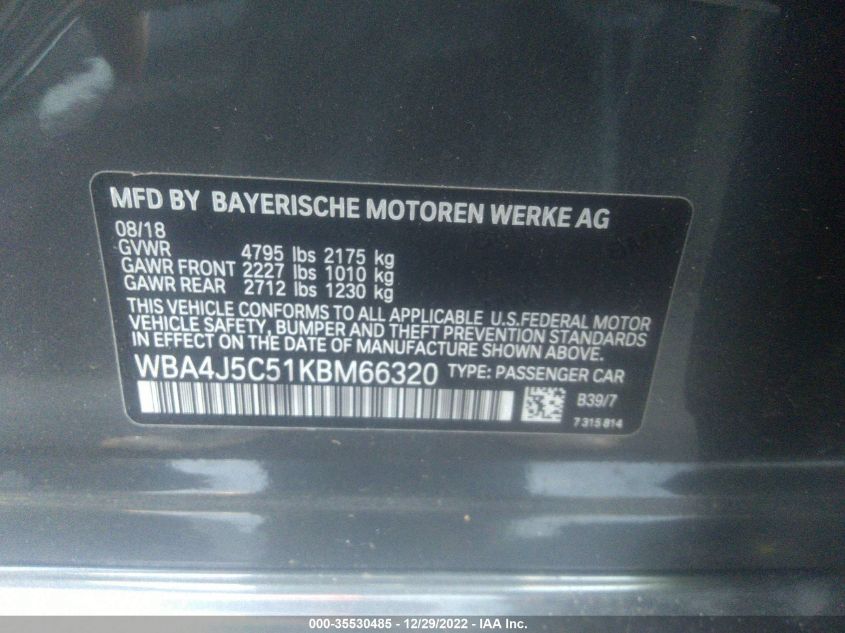 MFD BY BAYERISCHE MOTOREN WERKE AG
08/18
GVWR 4795 lbs 2175 kg
GAWR FRONT 2227 lbs 1010 kg
GAWR REAR 2712 lbs 1230 kg
THIS VEHICLE CONFORMS TO ALL APPLICABLE U.S.FEDERAL MOTOR
VEHICLE SAFETY, BUMPER AND THEFT PREVENTION STANDARDS
IN EFFECT ON THE DATE OF MANUFACTURE SHOWN ABOVE.
WBA4J5C51KBM66320 TYPE: PASSENGER CAR
B39/7
7 315 814
000-35530485 - 12/29/2022 - IAA Inc.